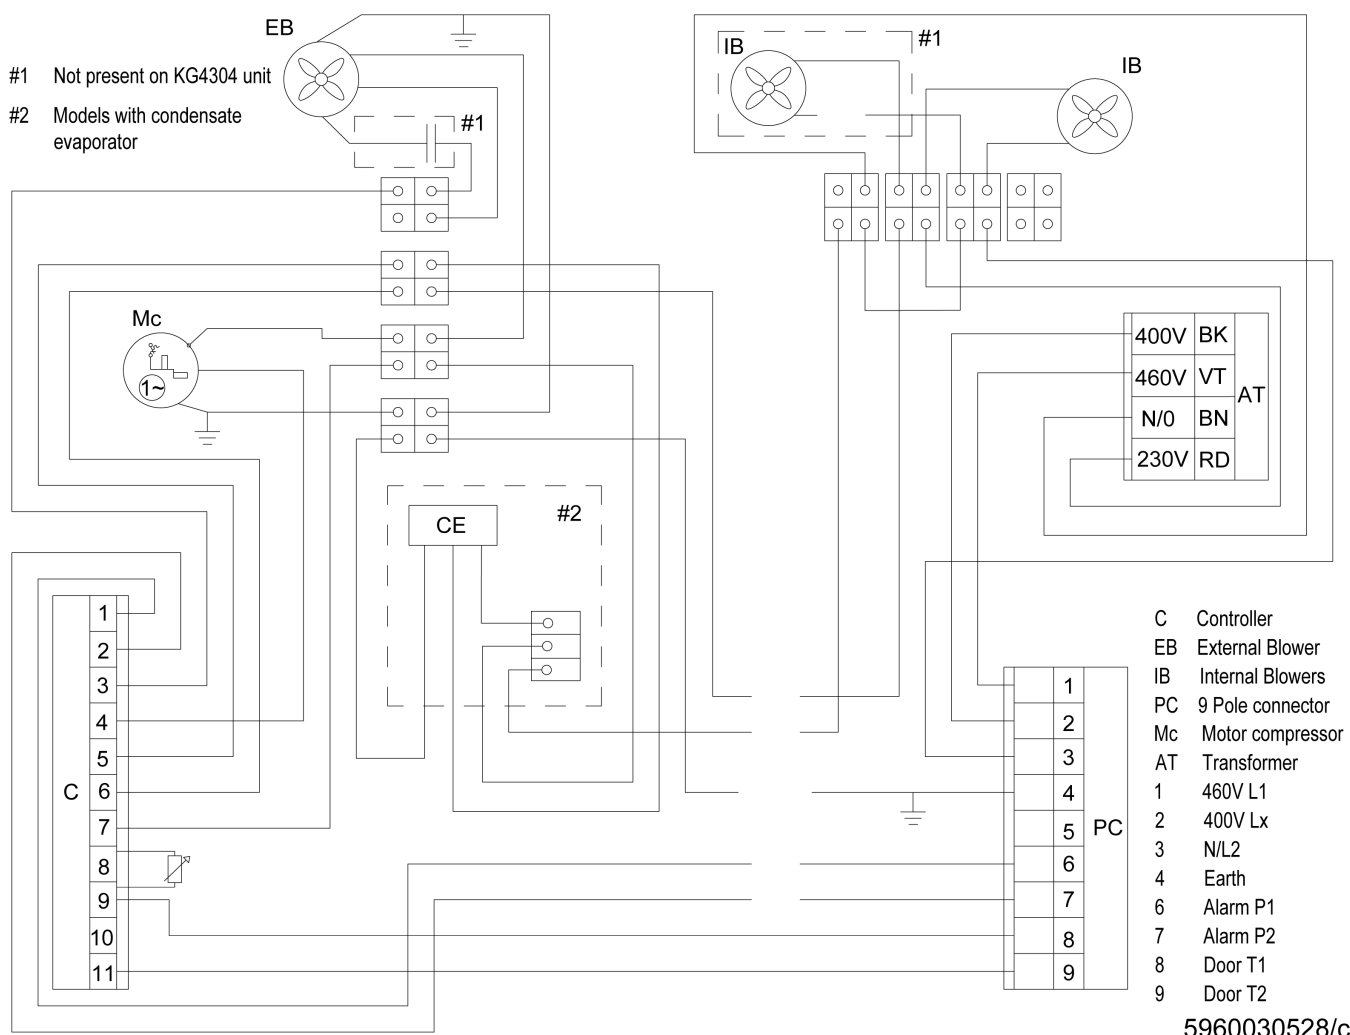 EB
#1 Not present on KG4304 unit
#2 Models with condensate
evaporator
#1
IB
#1
IB
Mc
1~
400V BK
460V VT
N/0 BN
230V RD
AT
CE
#2
C
1
2
3
4
5
6
7
8
9
10
11
1
2
3
4
5
6
7
8
9
PC
C Controller
EB External Blower
IB Internal Blowers
PC 9 Pole connector
Mc Motor compressor
AT Transformer
1 460V L1
2 400V Lx
3 N/L2
4 Earth
6 Alarm P1
7 Alarm P2
8 Door T1
9 Door T2